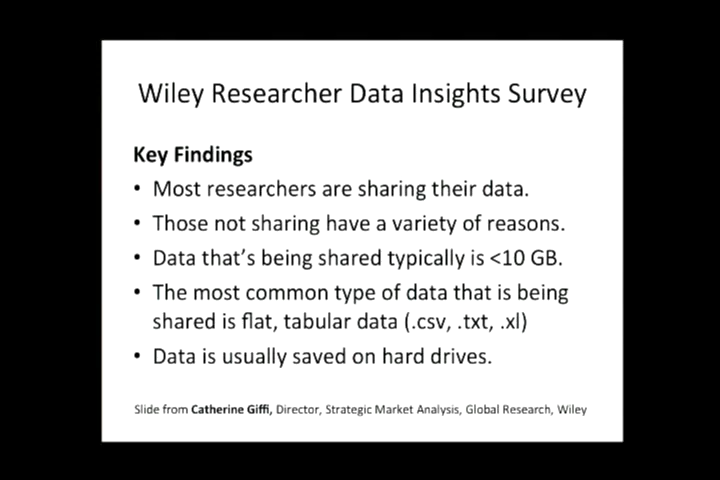 Wiley Researcher Data Insights Survey
Key Findings
• Most researchers are sharing their data.
• Those not sharing have a variety of reasons.
• Data that's being shared typically is <10 GB.
• The most common type of data that is being
shared is flat, tabular data (.csv, .txt, .xl)
• Data is usually saved on hard drives.
Slide from Catherine Giffi, Director, Strategic Market Analysis, Global Research, Wiley